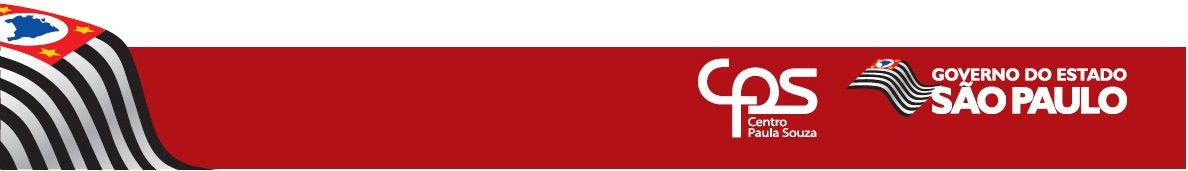 cps
Centro
Paula Souza
GOVERNO DO ESTADO
SÃO PAULO